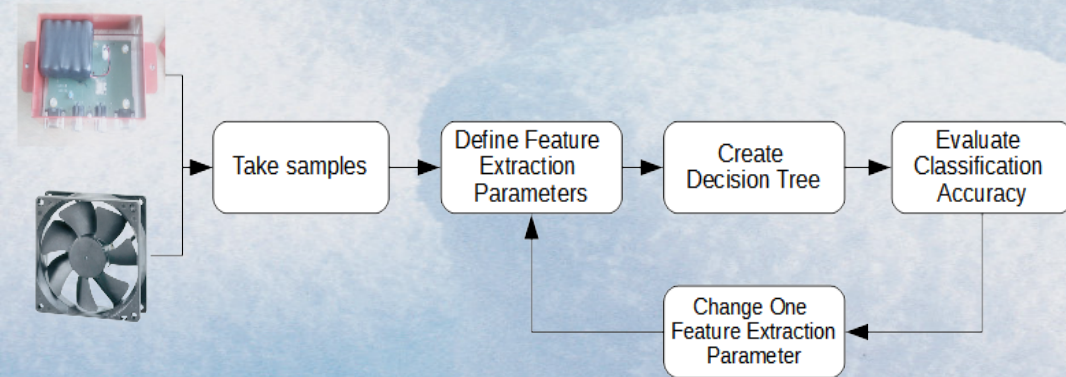 Take samples
Define Feature
Extraction
Parameters
Create
Decision Tree
Evaluate
Classification
Accuracy
Change One
Feature Extraction
Parameter